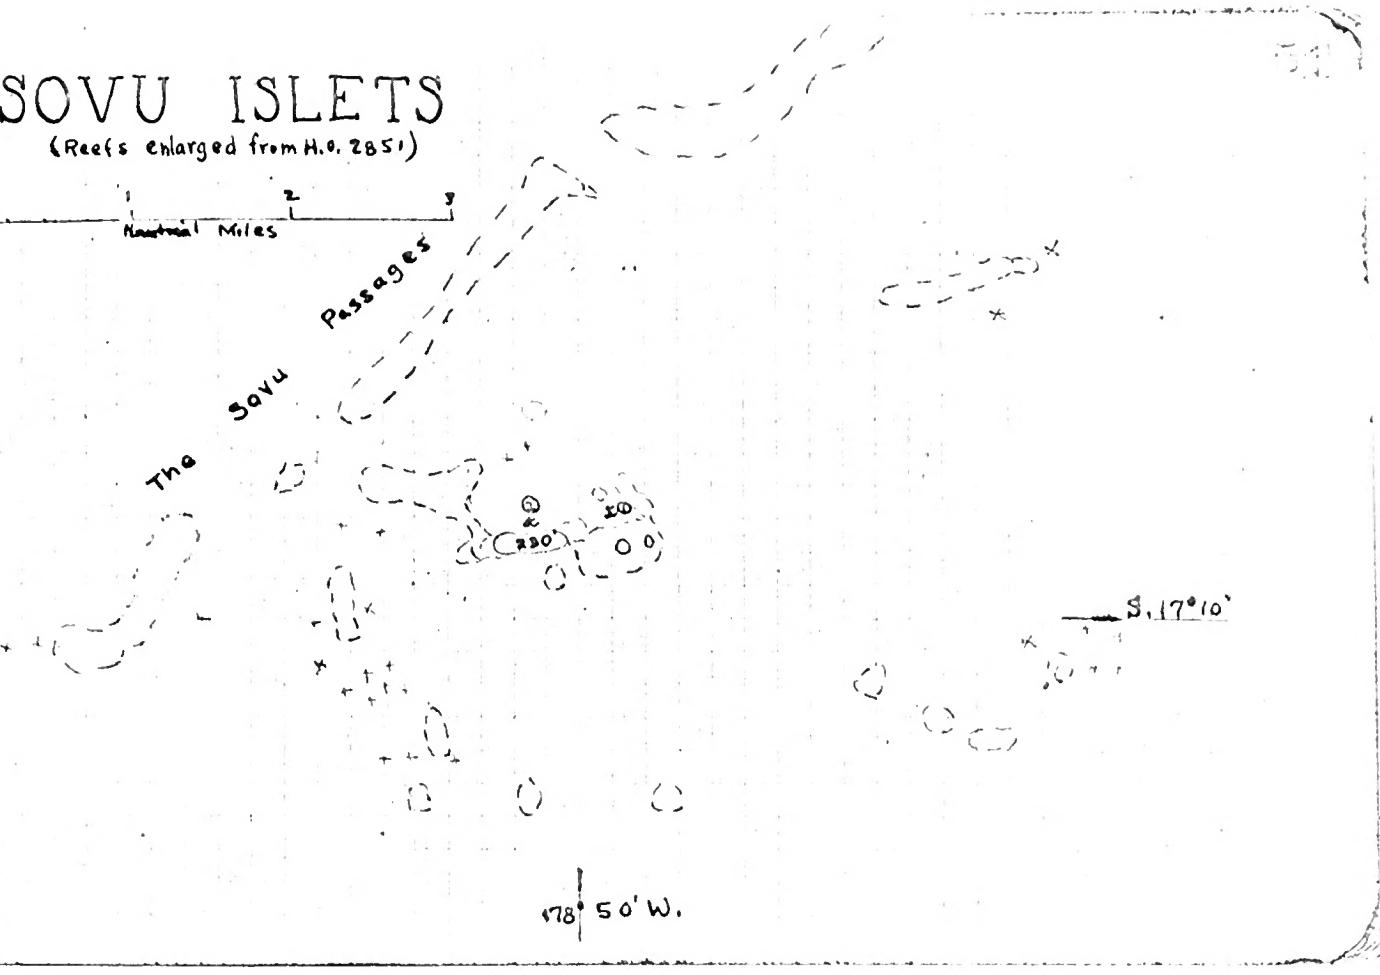 SOVU ISLETS
(Reefs enlarged from H.O. 2851)
1 2 3
Nautical Miles
The Sovu Passages
230'
S. 17°10'
178° 50' W.